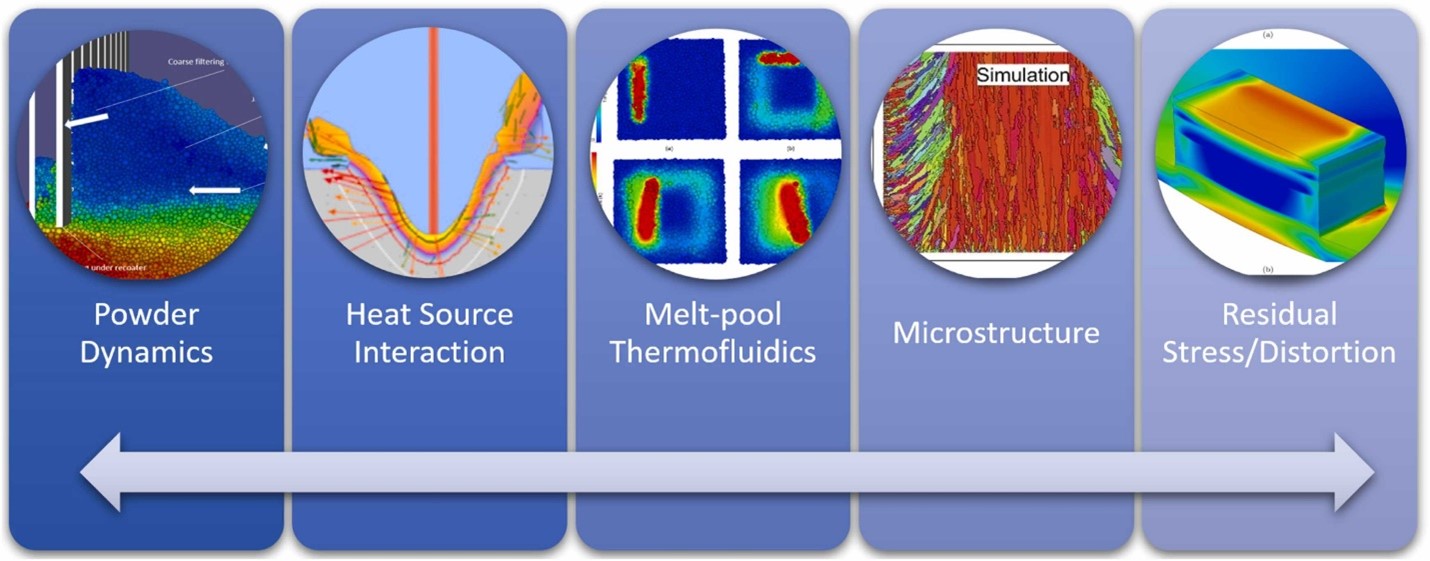 Coarse filtering
under recoater
Powder
Dynamics
Heat Source
Interaction
(a)
(b)
Melt-pool
Thermofluidics
Simulation
Microstructure
(a)
(b)
Residual
Stress/Distortion